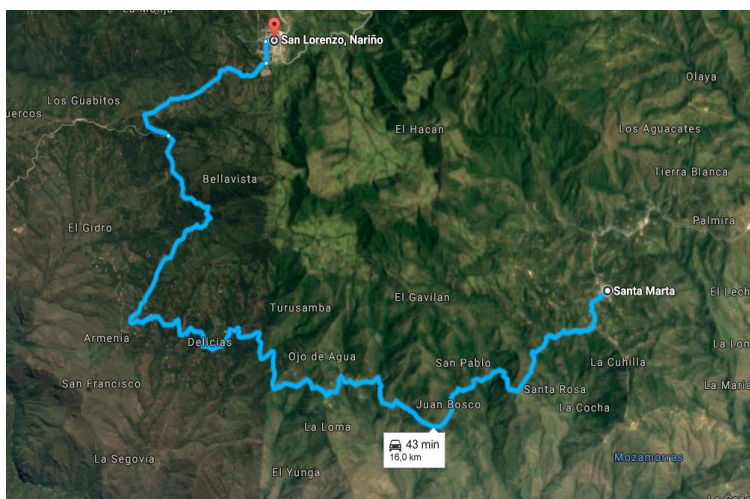 San Lorenzo, Nariño
Olaya
Los Guabitos
El Hacan
Los Aguacates
Bellavista
Tierra Blanca
Palmira
El Gidro
Santa Marta
El Gavilan
Turusamba
Armenia
Delicias
Ojo de Agua
San Pablo
La Cuhilla
San Francisco
Santa Rosa
Juan Bosco
La Cocha
La Loma
43 min
16,0 km
La Segovia
El Yunga
Mozamorras